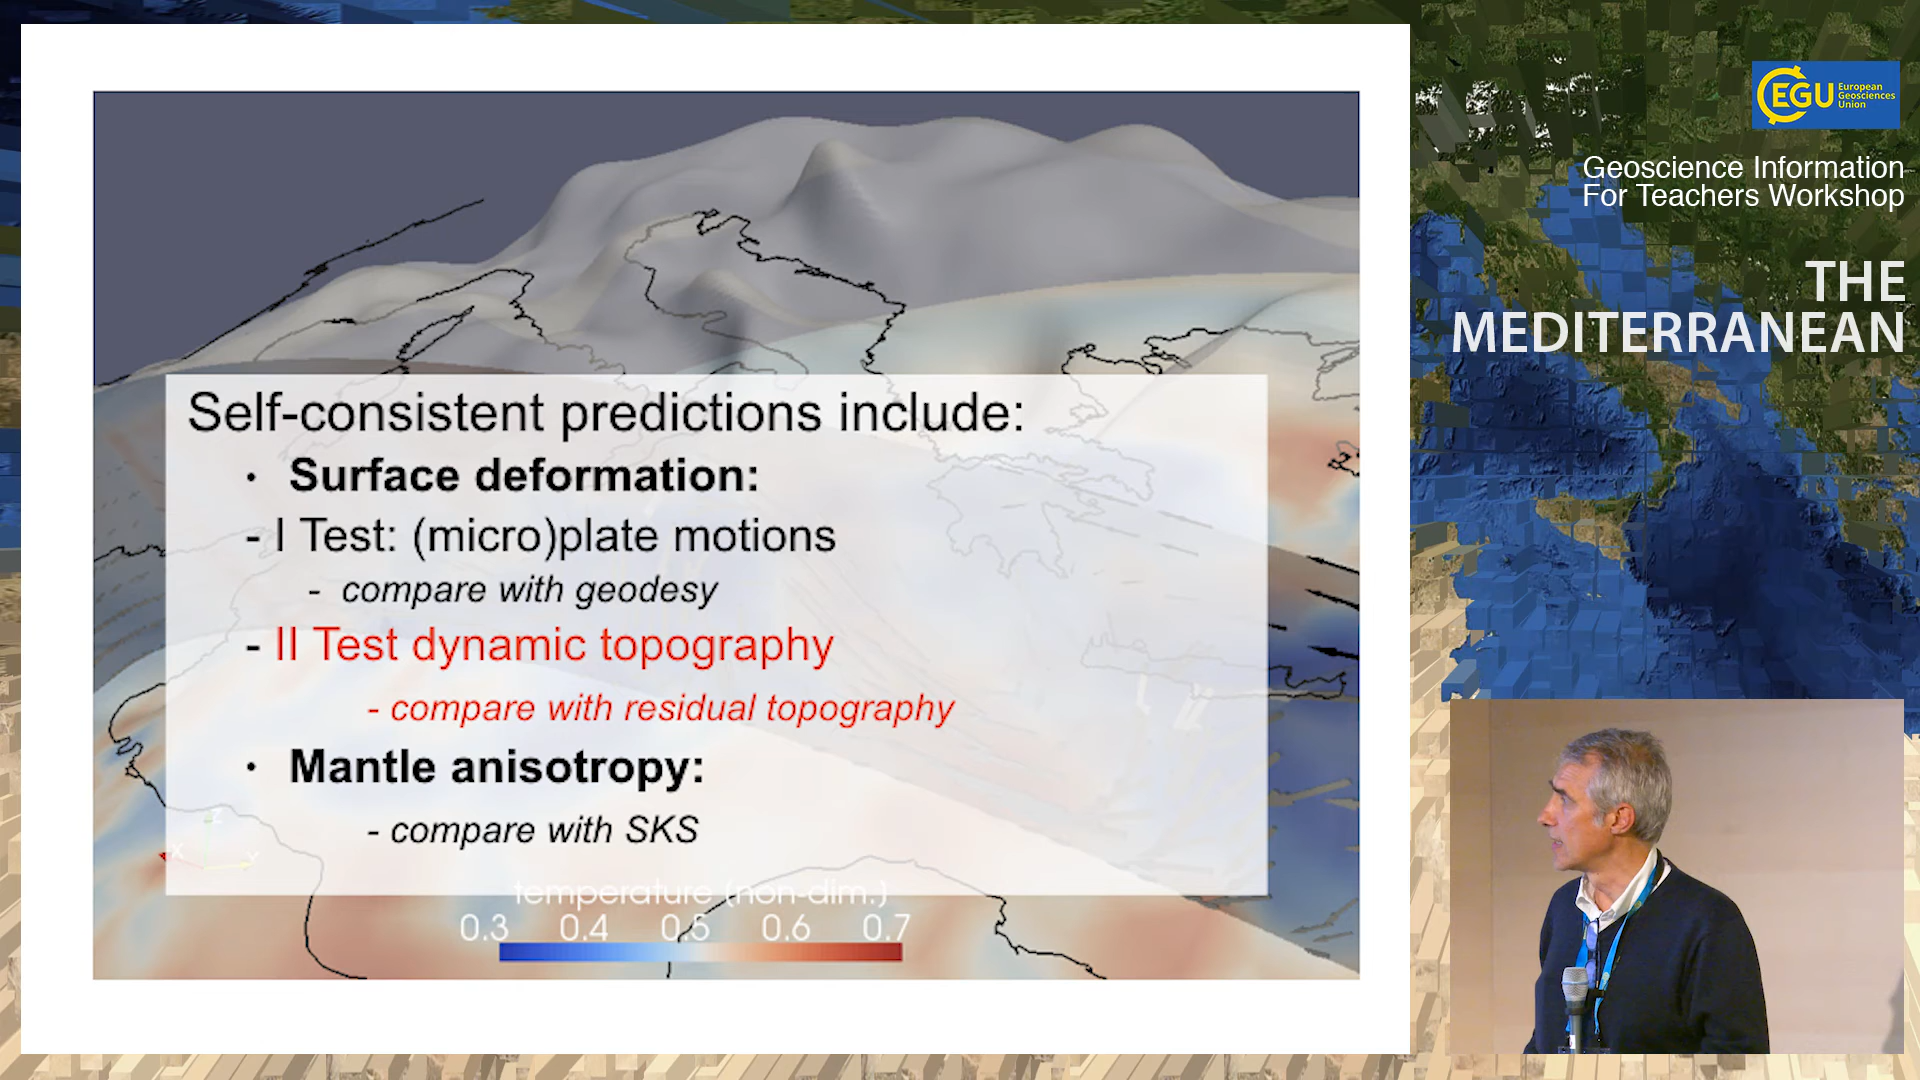 Self-consistent predictions include:
· Surface deformation:
- I Test: (micro)plate motions
- compare with geodesy
- II Test dynamic topography
- compare with residual topography
· Mantle anisotropy:
- compare with SKS
temperature (non-dim.)
0.3 0.4 0.5 0.6 0.7
X Y Z
EGU European
Geosciences
Union
Geoscience Information
For Teachers Workshop
THE
MEDITERRANEAN